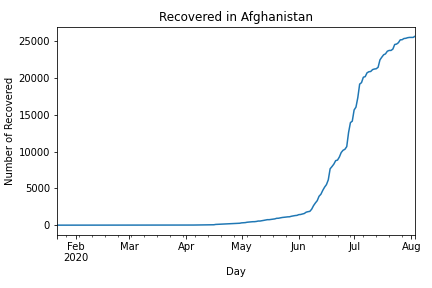 Recovered in Afghanistan
Number of Recovered
25000
20000
15000
10000
5000
0
Feb Mar Apr May Jun Jul Aug
2020
Day